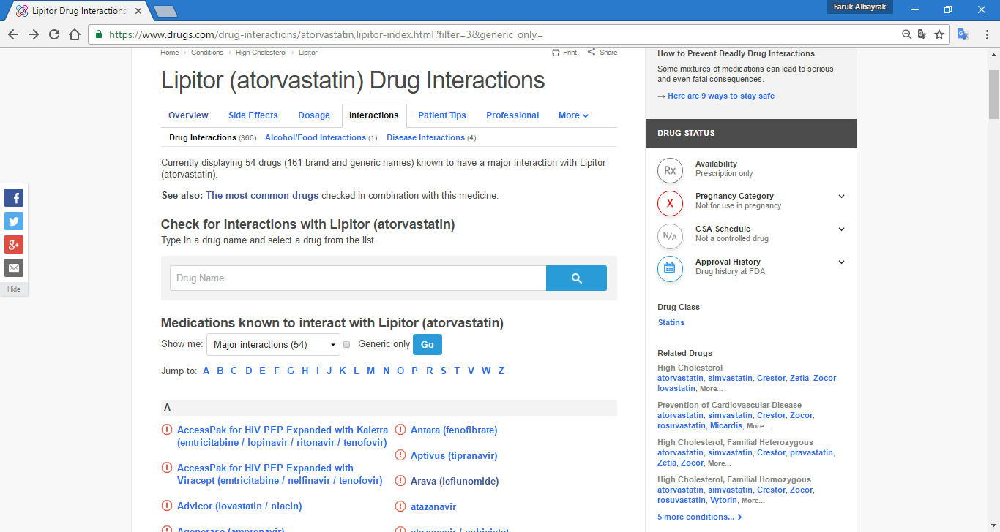 Lipitor Drug Interactions
Faruk Albayrak
https://www.drugs.com/drug-interactions/atorvastatin,lipitor-index.html?filter=3&generic_only=
Home › Conditions › High Cholesterol › Lipitor
Print Share
Lipitor (atorvastatin) Drug Interactions
Overview Side Effects Dosage Interactions Patient Tips Professional More
Drug Interactions (366) Alcohol/Food Interactions (1) Disease Interactions (4)
Currently displaying 54 drugs (161 brand and generic names) known to have a major interaction with Lipitor
(atorvastatin).
See also: The most common drugs checked in combination with this medicine.
Check for interactions with Lipitor (atorvastatin)
Type in a drug name and select a drug from the list.
Drug Name
Medications known to interact with Lipitor (atorvastatin)
Show me: Major interactions (54) Generic only Go
Jump to: A B C D E F G H I J K L M N O P R S T V W Z
A
AccessPak for HIV PEP Expanded with Kaletra
(emtricitabine / lopinavir / ritonavir / tenofovir)
AccessPak for HIV PEP Expanded with
Viracept (emtricitabine / nelfinavir / tenofovir)
Advicor (lovastatin / niacin)
Agenerase (amprenavir)
Antara (fenofibrate)
Aptivus (tipranavir)
Arava (leflunomide)
atazanavir
atazanavir / cobicistat
f
g+
Hide
How to Prevent Deadly Drug Interactions
Some mixtures of medications can lead to serious
and even fatal consequences.
→ Here are 9 ways to stay safe
DRUG STATUS
Rx
Availability
Prescription only
X
Pregnancy Category
Not for use in pregnancy
N/A
CSA Schedule
Not a controlled drug
Approval History
Drug history at FDA
Drug Class
Statins
Related Drugs
High Cholesterol
atorvastatin, simvastatin, Crestor, Zetia, Zocor,
lovastatin, More...
Prevention of Cardiovascular Disease
atorvastatin, simvastatin, Crestor, Zocor,
rosuvastatin, Micardis, More...
High Cholesterol, Familial Heterozygous
atorvastatin, simvastatin, Crestor, pravastatin,
Zetia, Zocor, More...
High Cholesterol, Familial Homozygous
atorvastatin, simvastatin, Crestor, Zocor,
rosuvastatin, Vytorin, More...
5 more conditions...